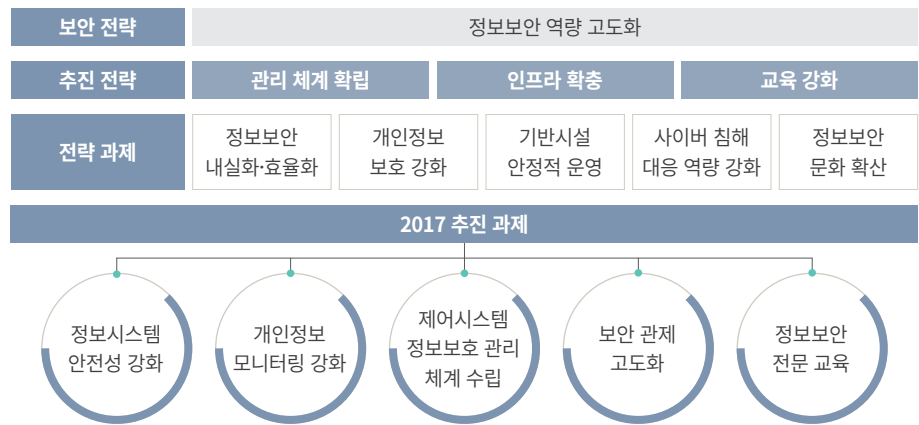 보안 전략
정보보안 역량 고도화
추진 전략
관리 체계 확립
인프라 확충
교육 강화
전략 과제
정보보안
내실화·효율화
개인정보
보호 강화
기반시설
안정적 운영
사이버 침해
대응 역량 강화
정보보안
문화 확산
2017 추진 과제
정보시스템
안전성 강화
개인정보
모니터링 강화
제어시스템
정보보호 관리
체계 수립
보안 관제
고도화
정보보안
전문 교육